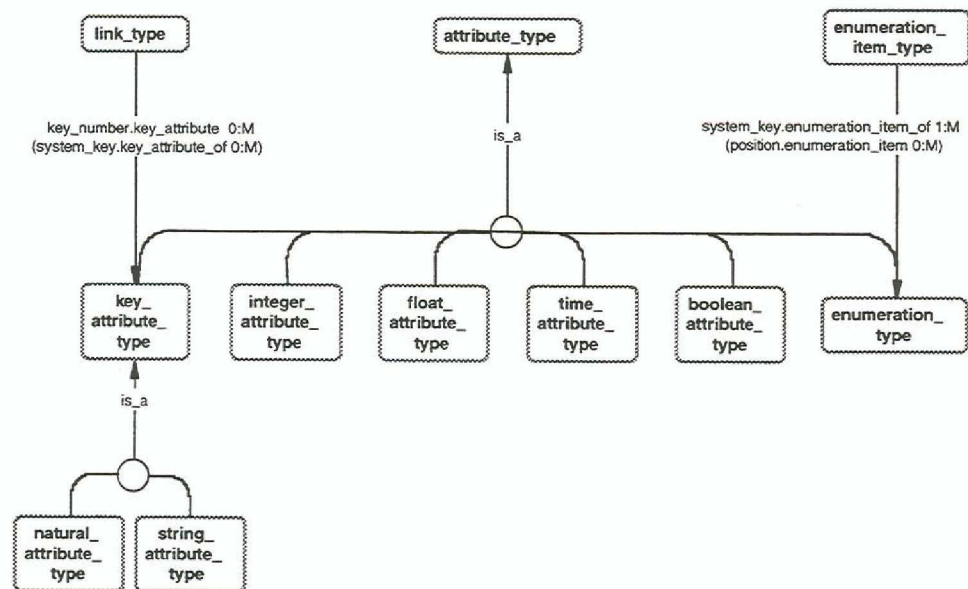 link_type
attribute_type
enumeration_
item_type
key_number.key_attribute 0:M
(system_key.key_attribute_of 0:M)
is_a
system_key.enumeration_item_of 1:M
(position.enumeration_item 0:M)
key_
attribute_
type
integer_
attribute_
type
float_
attribute_
type
time_
attribute_
type
boolean_
attribute_
type
enumeration_
type
is_a
natural_
attribute_
type
string_
attribute_
type